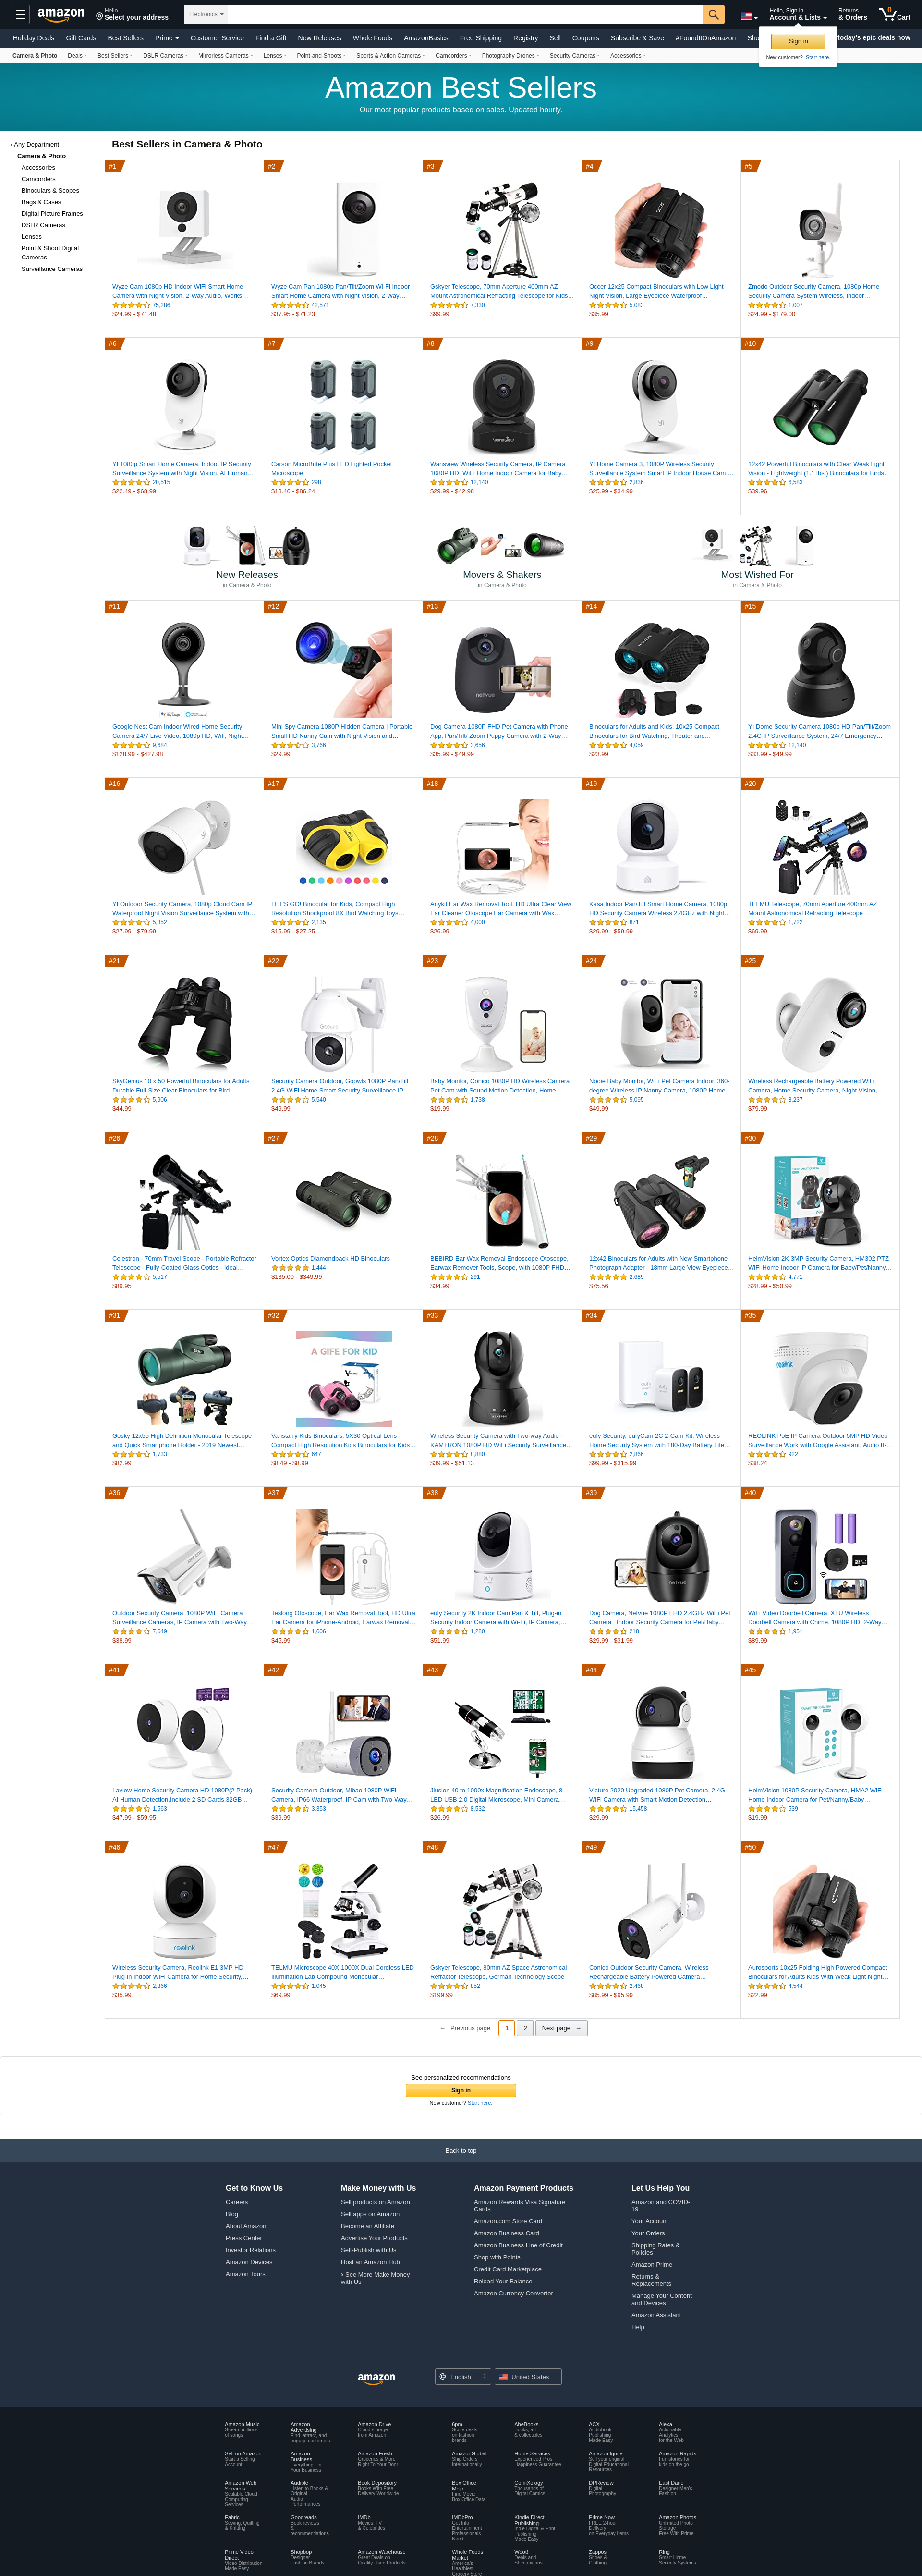 amazon
Hello
Select your address
Electronics
Hello, Sign in
Account & Lists
Returns
& Orders
0
Cart
Holiday Deals Gift Cards Best Sellers Prime Customer Service Find a Gift New Releases Whole Foods AmazonBasics Free Shipping Registry Sell Coupons Subscribe & Save #FoundItOnAmazon
today's epic deals now
Sign in
New customer? Start here.
Camera & Photo Deals Best Sellers DSLR Cameras Mirrorless Cameras Lenses Point-and-Shoots Sports & Action Cameras Camcorders Photography Drones Security Cameras Accessories
Amazon Best Sellers
Our most popular products based on sales. Updated hourly.
‹ Any Department
Camera & Photo
Accessories
Camcorders
Binoculars & Scopes
Bags & Cases
Digital Picture Frames
DSLR Cameras
Lenses
Point & Shoot Digital
Cameras
Surveillance Cameras
Best Sellers in Camera & Photo
#1
Wyze Cam 1080p HD Indoor WiFi Smart Home
Camera with Night Vision, 2-Way Audio, Works…
75,286
$24.99 - $71.48
#2
Wyze Cam Pan 1080p Pan/Tilt/Zoom Wi-Fi Indoor
Smart Home Camera with Night Vision, 2-Way…
42,571
$37.95 - $71.23
#3
Gskyer Telescope, 70mm Aperture 400mm AZ
Mount Astronomical Refracting Telescope for Kids…
7,330
$99.99
#4
Occer 12x25 Compact Binoculars with Low Light
Night Vision, Large Eyepiece Waterproof…
5,083
$35.99
#5
Zmodo Outdoor Security Camera, 1080p Home
Security Camera System Wireless, Indoor…
1,007
$24.99 - $179.00
#6
YI 1080p Smart Home Camera, Indoor IP Security
Surveillance System with Night Vision, AI Human…
20,515
$22.49 - $68.99
#7
Carson MicroBrite Plus LED Lighted Pocket
Microscope
298
$13.46 - $86.24
#8
Wansview Wireless Security Camera, IP Camera
1080P HD, WiFi Home Indoor Camera for Baby…
12,140
$29.99 - $42.98
#9
YI Home Camera 3, 1080P Wireless Security
Surveillance System Smart IP Indoor House Cam,…
2,836
$25.99 - $34.99
#10
12x42 Powerful Binoculars with Clear Weak Light
Vision - Lightweight (1.1 lbs.) Binoculars for Birds…
6,583
$39.96
New Releases
in Camera & Photo
Movers & Shakers
in Camera & Photo
Most Wished For
in Camera & Photo
#11
Google Nest Cam Indoor Wired Home Security
Camera 24/7 Live Video, 1080p HD, Wifi, Night…
9,684
$128.99 - $427.98
#12
Mini Spy Camera 1080P Hidden Camera | Portable
Small HD Nanny Cam with Night Vision and…
3,766
$29.99
#13
netvue
Dog Camera-1080P FHD Pet Camera with Phone
App, Pan/Tilt/ Zoom Puppy Camera with 2-Way…
3,656
$35.99 - $49.99
#14
Binoculars for Adults and Kids, 10x25 Compact
Binoculars for Bird Watching, Theater and…
4,059
$23.99
#15
YI Dome Security Camera 1080p HD Pan/Tilt/Zoom
2.4G IP Surveillance System, 24/7 Emergency…
12,140
$33.99 - $49.99
#16
YI Outdoor Security Camera, 1080p Cloud Cam IP
Waterproof Night Vision Surveillance System with…
5,352
$27.99 - $79.99
#17
LET'S GO! Binocular for Kids, Compact High
Resolution Shockproof 8X Bird Watching Toys…
2,135
$15.99 - $27.25
#18
Anykit Ear Wax Removal Tool, HD Ultra Clear View
Ear Cleaner Otoscope Ear Camera with Wax…
4,000
$26.99
#19
Kasa Indoor Pan/Tilt Smart Home Camera, 1080p
HD Security Camera Wireless 2.4GHz with Night…
871
$29.99 - $59.99
#20
TELMU Telescope, 70mm Aperture 400mm AZ
Mount Astronomical Refracting Telescope…
1,722
$69.99
#21
SkyGenius 10 x 50 Powerful Binoculars for Adults
Durable Full-Size Clear Binoculars for Bird…
5,906
$44.99
#22
Security Camera Outdoor, Goowls 1080P Pan/Tilt
2.4G WiFi Home Smart Security Surveillance IP…
5,540
$49.99
#23
Baby Monitor, Conico 1080P HD Wireless Camera
Pet Cam with Sound Motion Detection, Home…
1,738
$19.99
#24
Nooie Baby Monitor, WiFi Pet Camera Indoor, 360-
degree Wireless IP Nanny Camera, 1080P Home…
5,095
$49.99
#25
Wireless Rechargeable Battery Powered WiFi
Camera, Home Security Camera, Night Vision,…
8,237
$79.99
#26
Celestron - 70mm Travel Scope - Portable Refractor
Telescope - Fully-Coated Glass Optics - Ideal…
5,517
$89.95
#27
Vortex Optics Diamondback HD Binoculars
1,444
$135.00 - $349.99
#28
BEBIRD Ear Wax Removal Endoscope Otoscope,
Earwax Remover Tools, Scope, with 1080P FHD…
291
$34.99
#29
12x42 Binoculars for Adults with New Smartphone
Photograph Adapter - 18mm Large View Eyepiece…
2,689
$75.56
#30
HeimVision 2K 3MP Security Camera, HM302 PTZ
WiFi Home Indoor IP Camera for Baby/Pet/Nanny…
4,771
$28.99 - $50.99
#31
Gosky 12x55 High Definition Monocular Telescope
and Quick Smartphone Holder - 2019 Newest…
1,733
$82.99
#32
A GIFE FOR KID
Vanstarry Kids Binoculars, 5X30 Optical Lens -
Compact High Resolution Kids Binoculars for Kids…
647
$8.49 - $8.99
#33
Wireless Security Camera with Two-way Audio -
KAMTRON 1080P HD WiFi Security Surveillance…
8,880
$39.99 - $51.13
#34
eufy Security, eufyCam 2C 2-Cam Kit, Wireless
Home Security System with 180-Day Battery Life,…
2,866
$99.99 - $315.99
#35
reolink
REOLINK PoE IP Camera Outdoor 5MP HD Video
Surveillance Work with Google Assistant, Audio IR…
922
$38.24
#36
Outdoor Security Camera, 1080P WiFi Camera
Surveillance Cameras, IP Camera with Two-Way…
7,649
$38.99
#37
Teslong Otoscope, Ear Wax Removal Tool, HD Ultra
Ear Camera for iPhone-Android, Earwax Removal…
1,606
$45.99
#38
eufy
eufy Security 2K Indoor Cam Pan & Tilt, Plug-in
Security Indoor Camera with Wi-Fi, IP Camera,…
1,280
$51.99
#39
netvue
Dog Camera, Netvue 1080P FHD 2.4GHz WiFi Pet
Camera , Indoor Security Camera for Pet/Baby…
218
$29.99 - $31.99
#40
WiFi Video Doorbell Camera, XTU Wireless
Doorbell Camera with Chime, 1080P HD, 2-Way…
1,951
$89.99
#41
Laview Home Security Camera HD 1080P(2 Pack)
AI Human Detection,Include 2 SD Cards,32GB…
1,563
$47.99 - $59.95
#42
Security Camera Outdoor, Mibao 1080P WiFi
Camera, IP66 Waterproof, IP Cam with Two-Way…
3,353
$39.99
#43
Jiusion 40 to 1000x Magnification Endoscope, 8
LED USB 2.0 Digital Microscope, Mini Camera…
8,532
$26.99
#44
Victure 2020 Upgraded 1080P Pet Camera, 2.4G
WiFi Camera with Smart Motion Detection…
15,458
$29.99
#45
HeimVision 1080P Security Camera, HMA2 WiFi
Home Indoor Camera for Pet/Nanny/Baby…
539
$19.99
#46
reolink
Wireless Security Camera, Reolink E1 3MP HD
Plug-in Indoor WiFi Camera for Home Security,…
2,366
$35.99
#47
TELMU Microscope 40X-1000X Dual Cordless LED
Illumination Lab Compound Monocular…
1,045
$69.99
#48
Gskyer Telescope, 80mm AZ Space Astronomical
Refractor Telescope, German Technology Scope
852
$199.99
#49
Conico Outdoor Security Camera, Wireless
Rechargeable Battery Powered Camera…
2,468
$85.99 - $95.99
#50
Aurosports 10x25 Folding High Powered Compact
Binoculars for Adults Kids With Weak Light Night…
4,544
$22.99
← Previous page 1 2 Next page →
See personalized recommendations
Sign in
New customer? Start here.
Back to top
Get to Know Us
Careers
Blog
About Amazon
Press Center
Investor Relations
Amazon Devices
Amazon Tours
Make Money with Us
Sell products on Amazon
Sell apps on Amazon
Become an Affiliate
Advertise Your Products
Self-Publish with Us
Host an Amazon Hub
› See More Make Money
with Us
Amazon Payment Products
Amazon Rewards Visa Signature
Cards
Amazon.com Store Card
Amazon Business Card
Amazon Business Line of Credit
Shop with Points
Credit Card Marketplace
Reload Your Balance
Amazon Currency Converter
Let Us Help You
Amazon and COVID-
19
Your Account
Your Orders
Shipping Rates &
Policies
Amazon Prime
Returns &
Replacements
Manage Your Content
and Devices
Amazon Assistant
Help
amazon
English
United States
Amazon Music
Stream millions
of songs
Amazon
Advertising
Find, attract, and
engage customers
Amazon Drive
Cloud storage
from Amazon
6pm
Score deals
on fashion
brands
AbeBooks
Books, art
& collectibles
ACX
Audiobook
Publishing
Made Easy
Alexa
Actionable
Analytics
for the Web
Sell on Amazon
Start a Selling
Account
Amazon
Business
Everything For
Your Business
Amazon Fresh
Groceries & More
Right To Your Door
AmazonGlobal
Ship Orders
Internationally
Home Services
Experienced Pros
Happiness Guarantee
Amazon Ignite
Sell your original
Digital Educational
Resources
Amazon Rapids
Fun stories for
kids on the go
Amazon Web
Services
Scalable Cloud
Computing
Services
Audible
Listen to Books &
Original
Audio
Performances
Book Depository
Books With Free
Delivery Worldwide
Box Office
Mojo
Find Movie
Box Office Data
ComiXology
Thousands of
Digital Comics
DPReview
Digital
Photography
East Dane
Designer Men's
Fashion
Fabric
Sewing, Quilting
& Knitting
Goodreads
Book reviews
&
recommendations
IMDb
Movies, TV
& Celebrities
IMDbPro
Get Info
Entertainment
Professionals
Need
Kindle Direct
Publishing
Indie Digital & Print
Publishing
Made Easy
Prime Now
FREE 2-hour
Delivery
on Everyday Items
Amazon Photos
Unlimited Photo
Storage
Free With Prime
Prime Video
Direct
Video Distribution
Made Easy
Shopbop
Designer
Fashion Brands
Amazon Warehouse
Great Deals on
Quality Used Products
Whole Foods
Market
America's
Healthiest
Grocery Store
Woot!
Deals and
Shenanigans
Zappos
Shoes &
Clothing
Ring
Smart Home
Security Systems